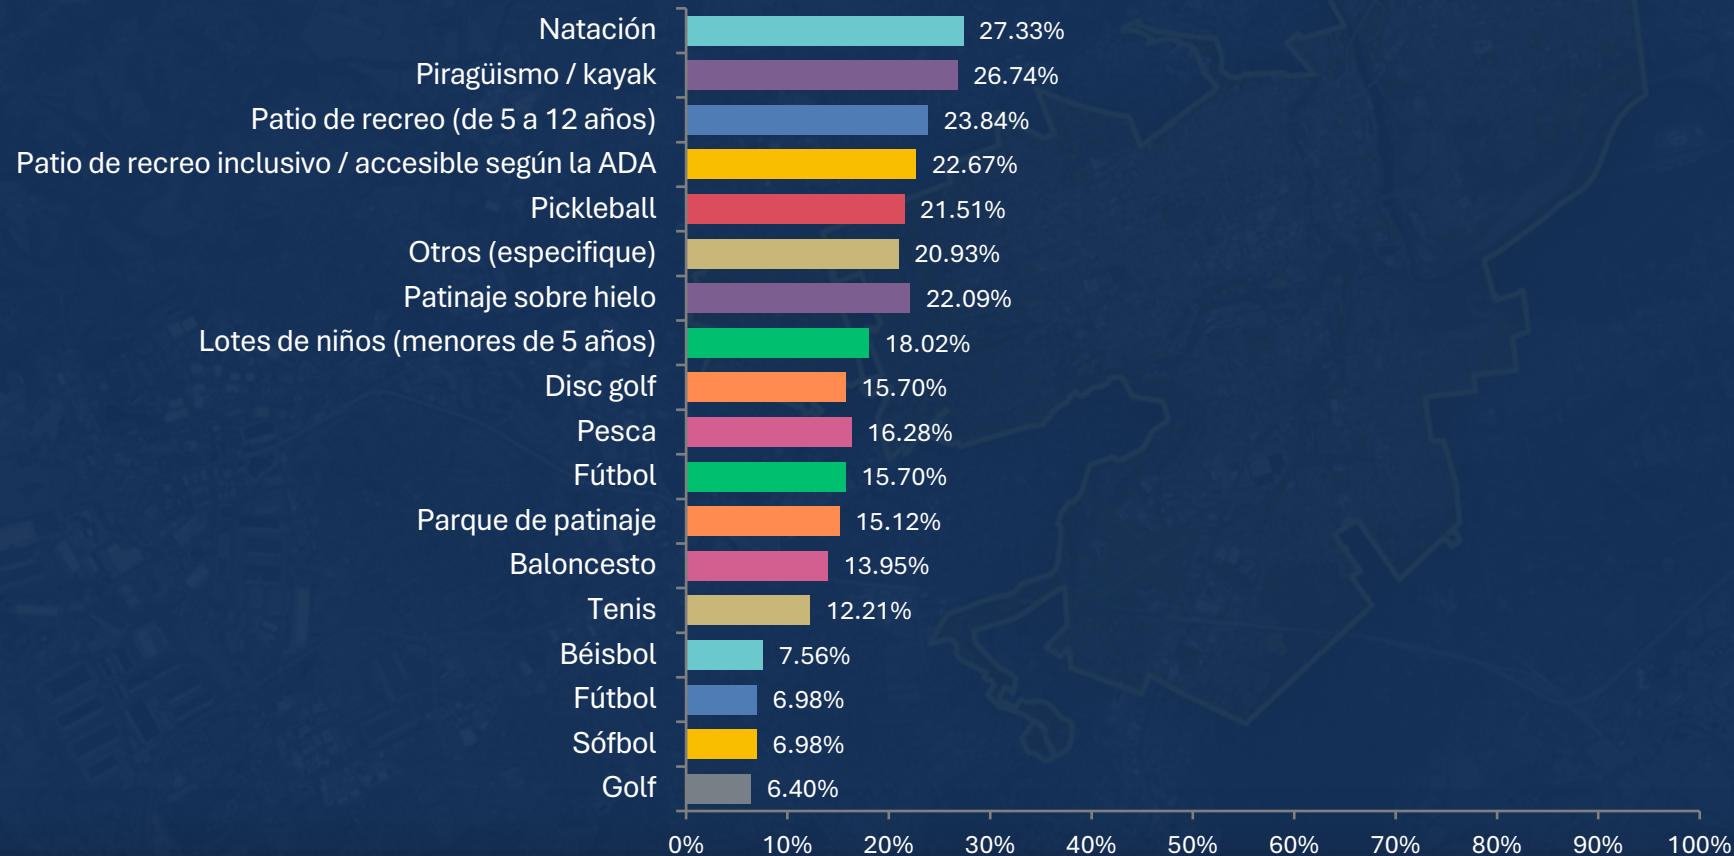 Natación 27.33%
Piragüismo / kayak 26.74%
Patio de recreo (de 5 a 12 años) 23.84%
Patio de recreo inclusivo / accesible según la ADA 22.67%
Pickleball 21.51%
Otros (especifique) 20.93%
Patinaje sobre hielo 22.09%
Lotes de niños (menores de 5 años) 18.02%
Disc golf 15.70%
Pesca 16.28%
Fútbol 15.70%
Parque de patinaje 15.12%
Baloncesto 13.95%
Tenis 12.21%
Béisbol 7.56%
Fútbol 6.98%
Sófbol 6.98%
Golf 6.40%
0% 10% 20% 30% 40% 50% 60% 70% 80% 90% 100%